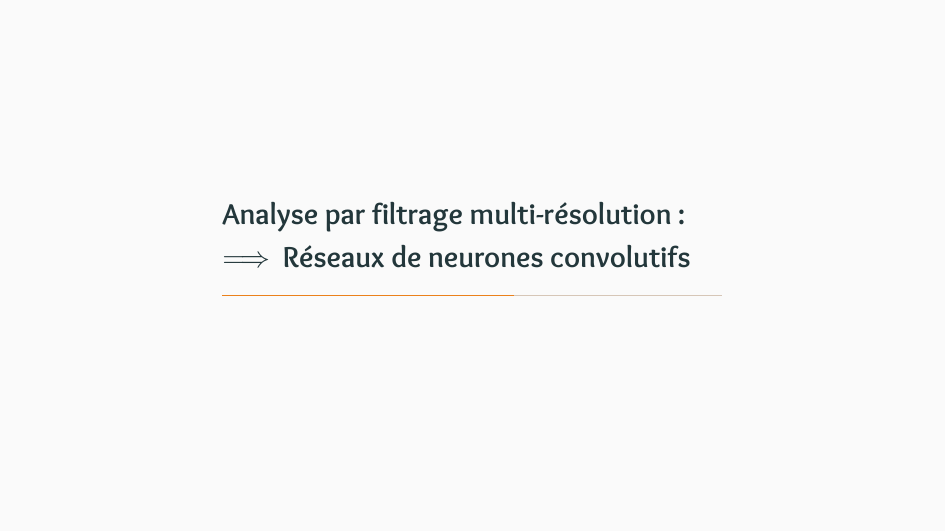 Analyse par filtrage multi-résolution :
⟹ Réseaux de neurones convolutifs